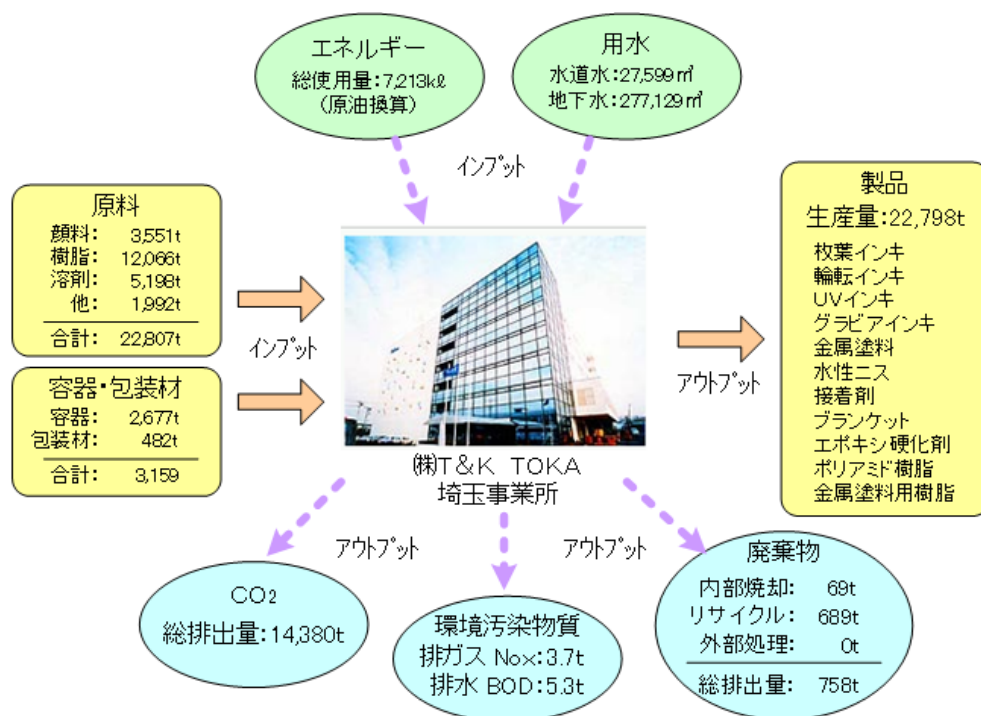 エネルギー
総使用量:7,213kℓ
(原油換算)
用水
水道水:27,599㎥
地下水:277,129㎥
インプット
原料
顔料: 3,551t
樹脂: 12,066t
溶剤: 5,198t
他: 1,992t
合計: 22,807t
インプット
容器・包装材
容器: 2,677t
包装材: 482t
合計: 3,159
㈱T&K TOKA
埼玉事業所
アウトプット
製品
生産量:22,798t
枚葉インキ
輪転インキ
UVインキ
グラビアインキ
金属塗料
水性ニス
接着剤
ブランケット
エポキシ硬化剤
ポリアミド樹脂
金属塗料用樹脂
アウトプット
アウトプット
CO2
総排出量:14,380t
環境汚染物質
排ガス Nox:3.7t
排水 BOD:5.3t
廃棄物
内部焼却: 69t
リサイクル: 689t
外部処理: 0t
総排出量: 758t